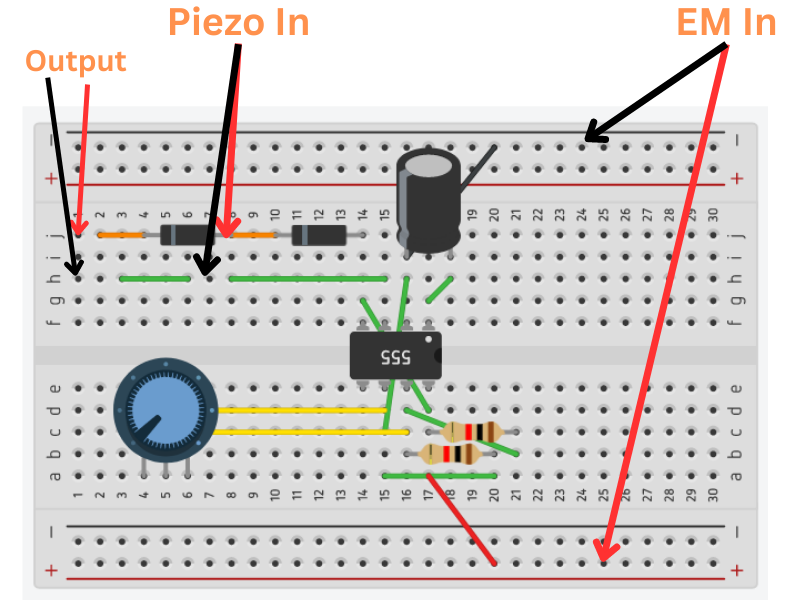 Piezo In
EM In
Output
− −
+ +
1 2 3 4 5 6 7 8 9 10 11 12 13 14 15 16 17 18 19 20 21 22 23 24 25 26 27 28 29 30
j j
i i
h h
g g
f f
555
e e
d d
c c
b b
a a
1 2 3 4 5 6 7 8 9 10 11 12 13 14 15 16 17 18 19 20 21 22 23 24 25 26 27 28 29 30
− −
+ +